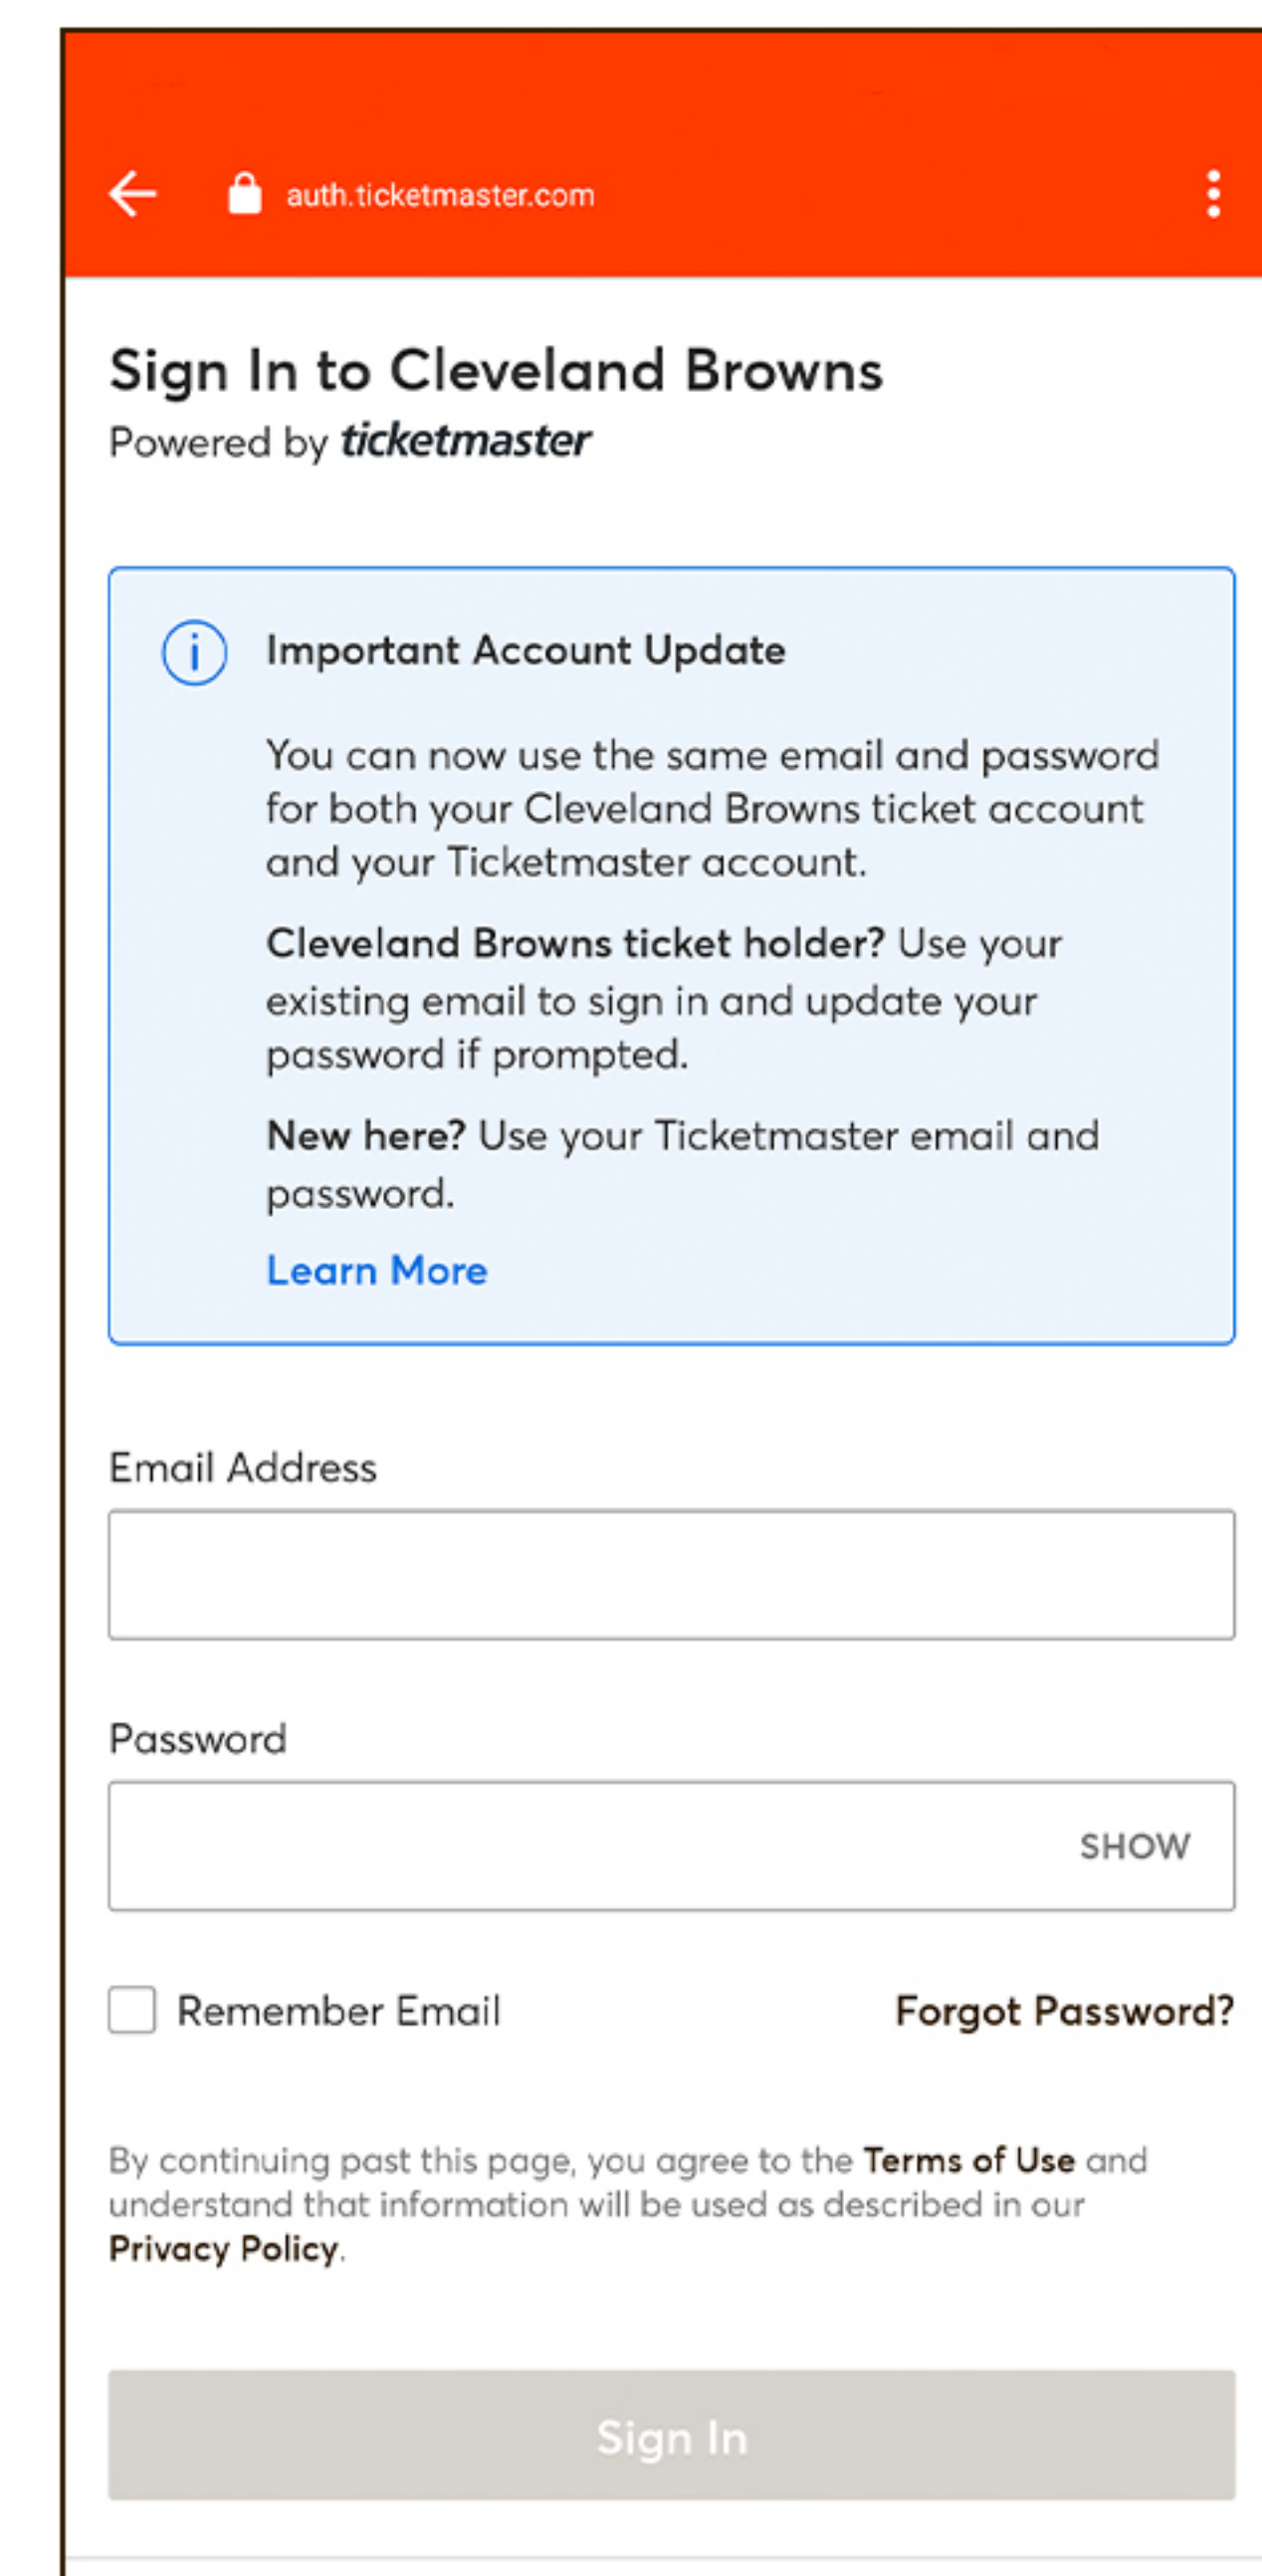 auth.ticketmaster.com
Sign In to Cleveland Browns
Powered by ticketmaster
Important Account Update
You can now use the same email and password
for both your Cleveland Browns ticket account
and your Ticketmaster account.
Cleveland Browns ticket holder? Use your
existing email to sign in and update your
password if prompted.
New here? Use your Ticketmaster email and
password.
Learn More
Email Address
Password
SHOW
Remember Email Forgot Password?
By continuing past this page, you agree to the Terms of Use and
understand that information will be used as described in our
Privacy Policy.
Sign In